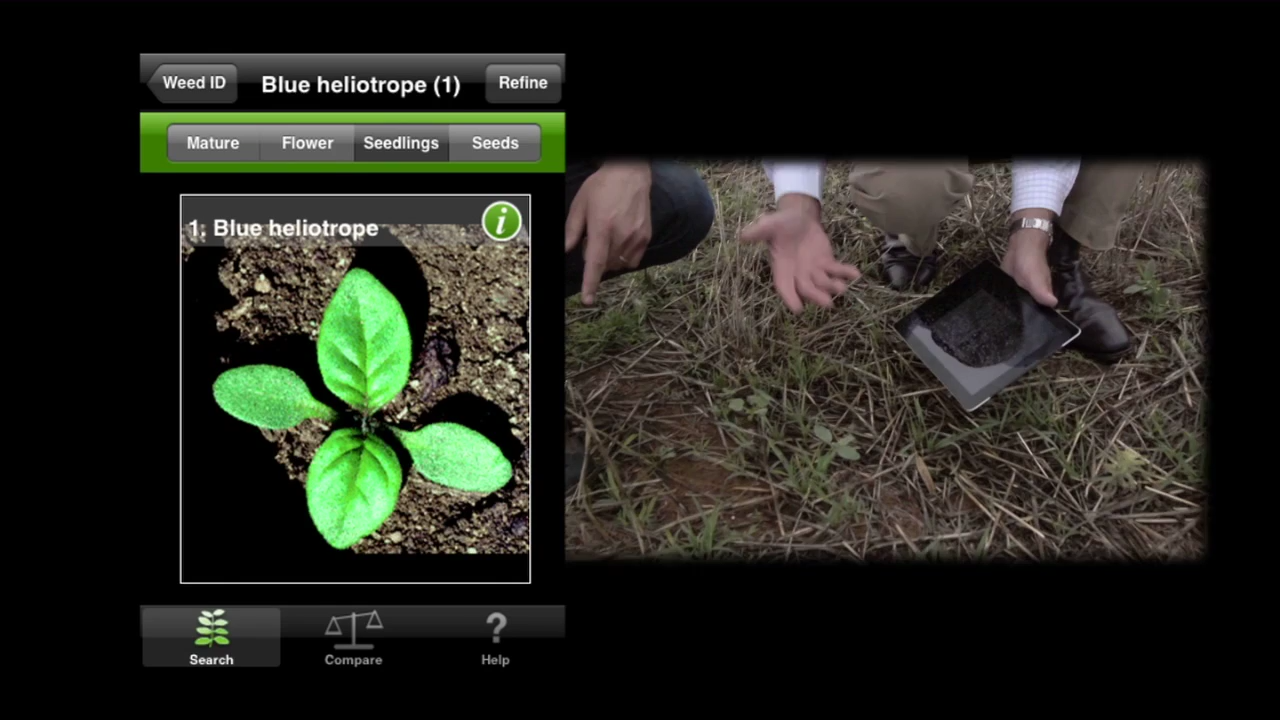 Weed ID
Blue heliotrope (1)
Refine
Mature
Flower
Seedlings
Seeds
1. Blue heliotrope
i
Search
Compare
?
Help